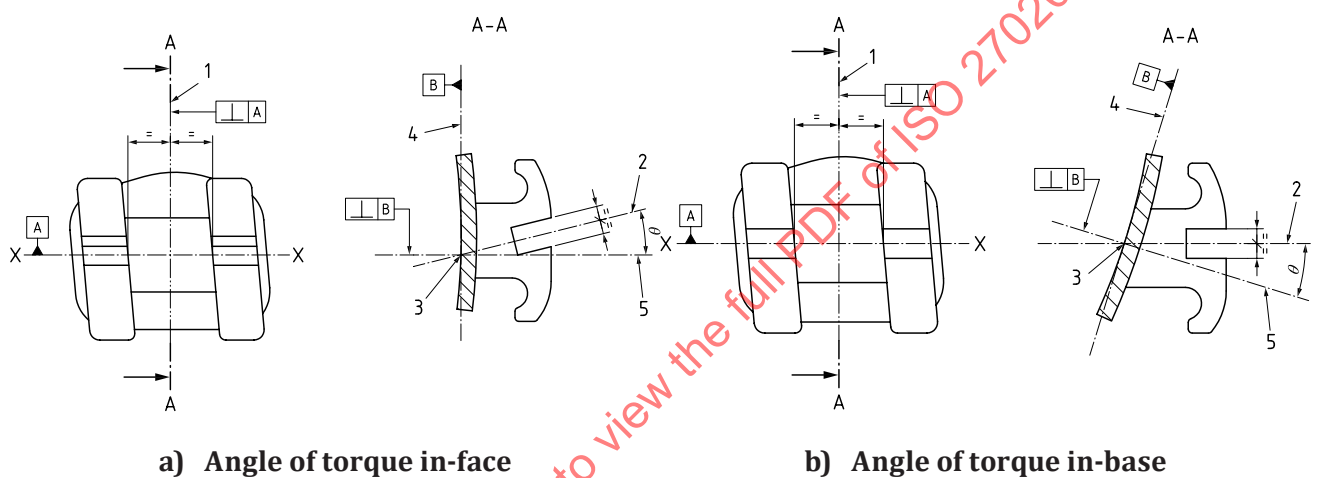 A
A-A
1
⊥ A
= =
A
X X
A
B
4
2
⊥ B
=
θ
3
5
A
A-A
1
⊥ A
= =
A
X X
A
B
4
⊥ B
2
=
θ
3
5
to view the full PDF of ISO 27020
a) Angle of torque in-face
b) Angle of torque in-base